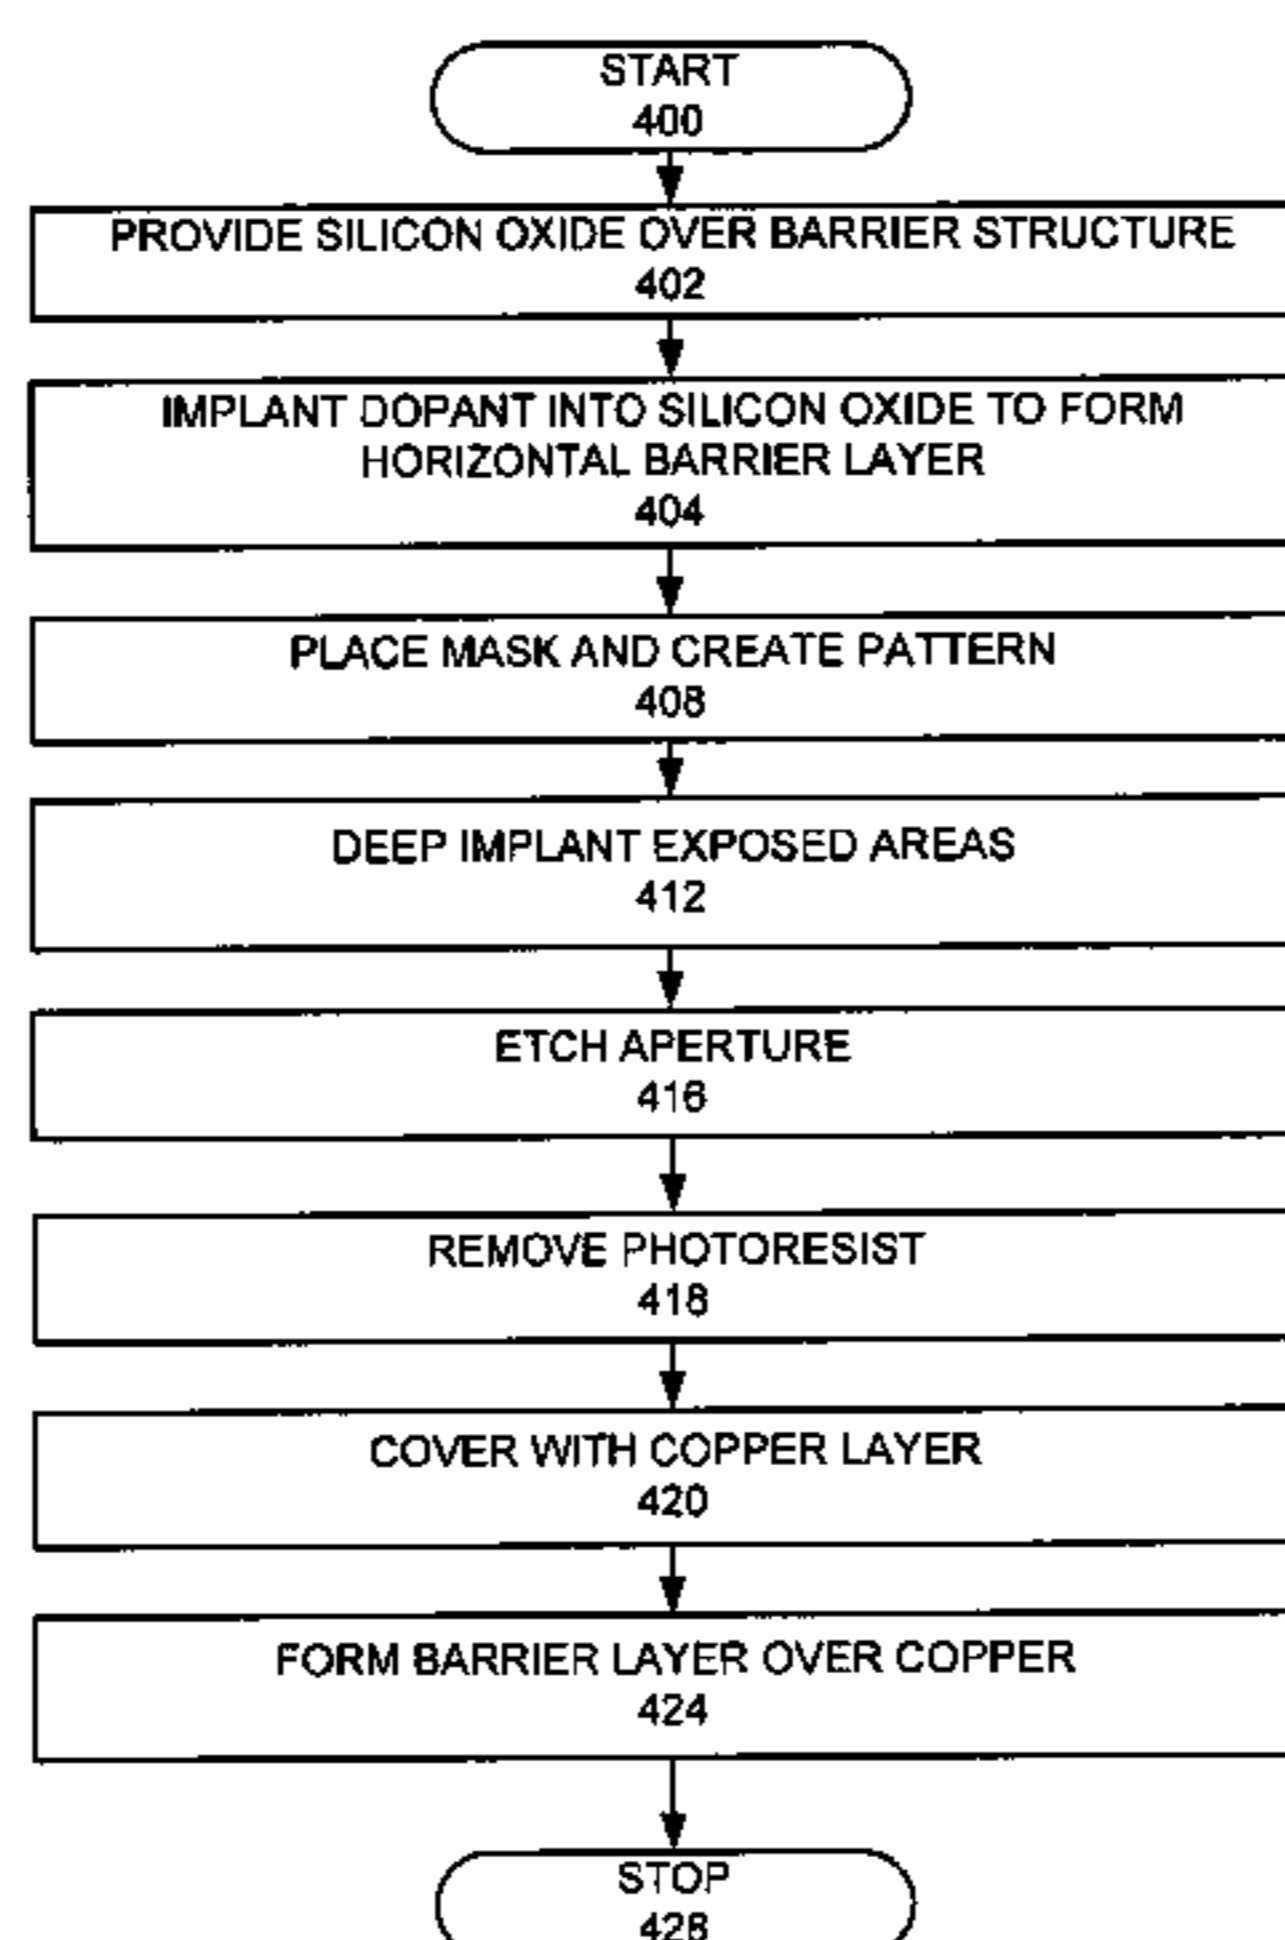 START
400
PROVIDE SILICON OXIDE OVER BARRIER STRUCTURE
402
IMPLANT DOPANT INTO SILICON OXIDE TO FORM
HORIZONTAL BARRIER LAYER
404
PLACE MASK AND CREATE PATTERN
408
DEEP IMPLANT EXPOSED AREAS
412
ETCH APERTURE
416
REMOVE PHOTORESIST
418
COVER WITH COPPER LAYER
420
FORM BARRIER LAYER OVER COPPER
424
STOP
428